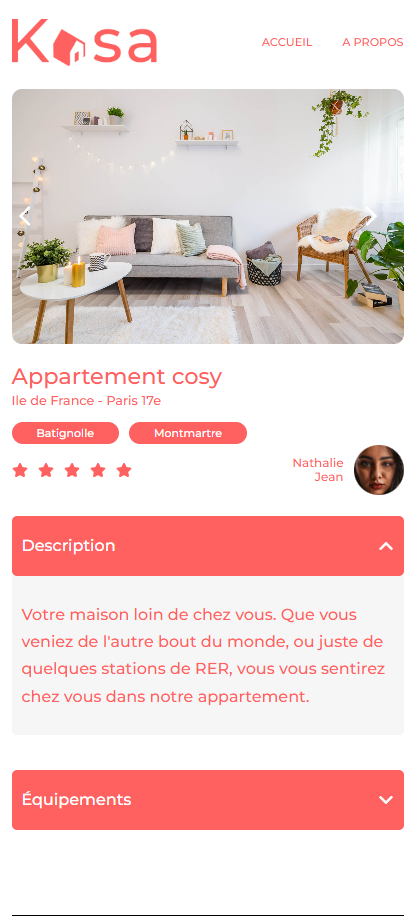 Kasa
ACCUEIL
A PROPOS
Appartement cosy
Ile de France - Paris 17e
Batignolle
Montmartre
Nathalie
Jean
Description
Votre maison loin de chez vous. Que vous
veniez de l'autre bout du monde, ou juste de
quelques stations de RER, vous vous sentirez
chez vous dans notre appartement.
Équipements